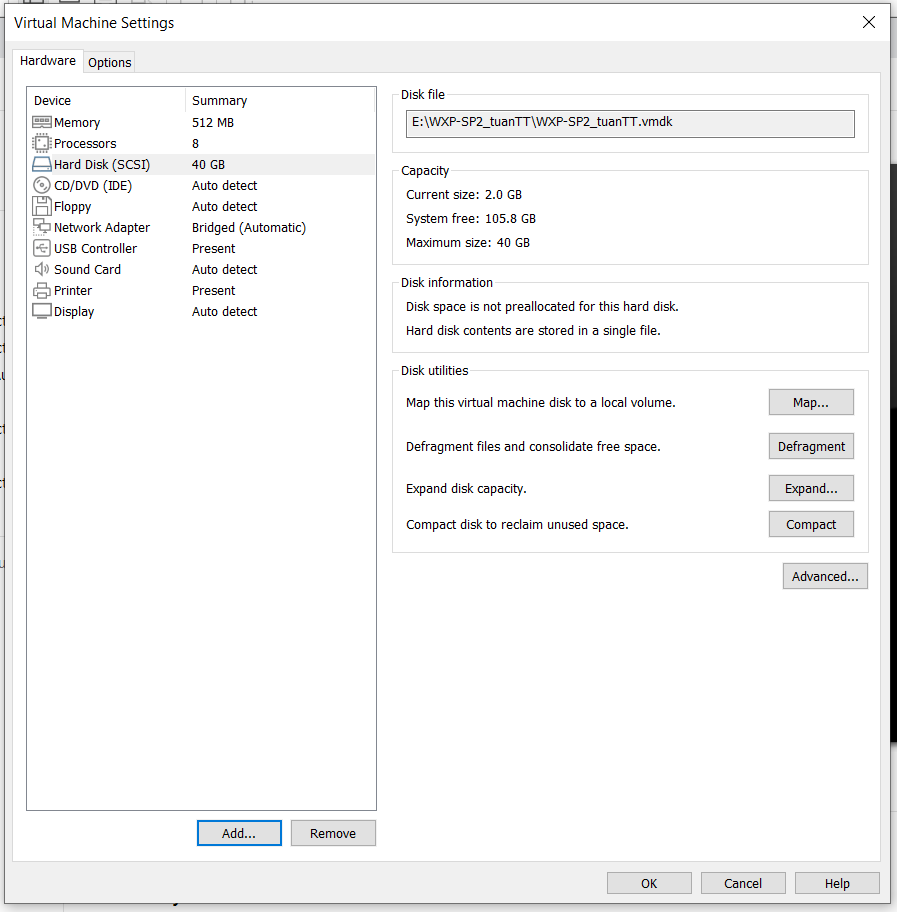 Virtual Machine Settings
Hardware Options
Device Summary
Memory 512 MB
Processors 8
Hard Disk (SCSI) 40 GB
CD/DVD (IDE) Auto detect
Floppy Auto detect
Network Adapter Bridged (Automatic)
USB Controller Present
Sound Card Auto detect
Printer Present
Display Auto detect
Add... Remove
Disk file
E:\WXP-SP2_tuanTT\WXP-SP2_tuanTT.vmdk
Capacity
Current size: 2.0 GB
System free: 105.8 GB
Maximum size: 40 GB
Disk information
Disk space is not preallocated for this hard disk.
Hard disk contents are stored in a single file.
Disk utilities
Map this virtual machine disk to a local volume. Map...
Defragment files and consolidate free space. Defragment
Expand disk capacity. Expand...
Compact disk to reclaim unused space. Compact
Advanced...
OK Cancel Help